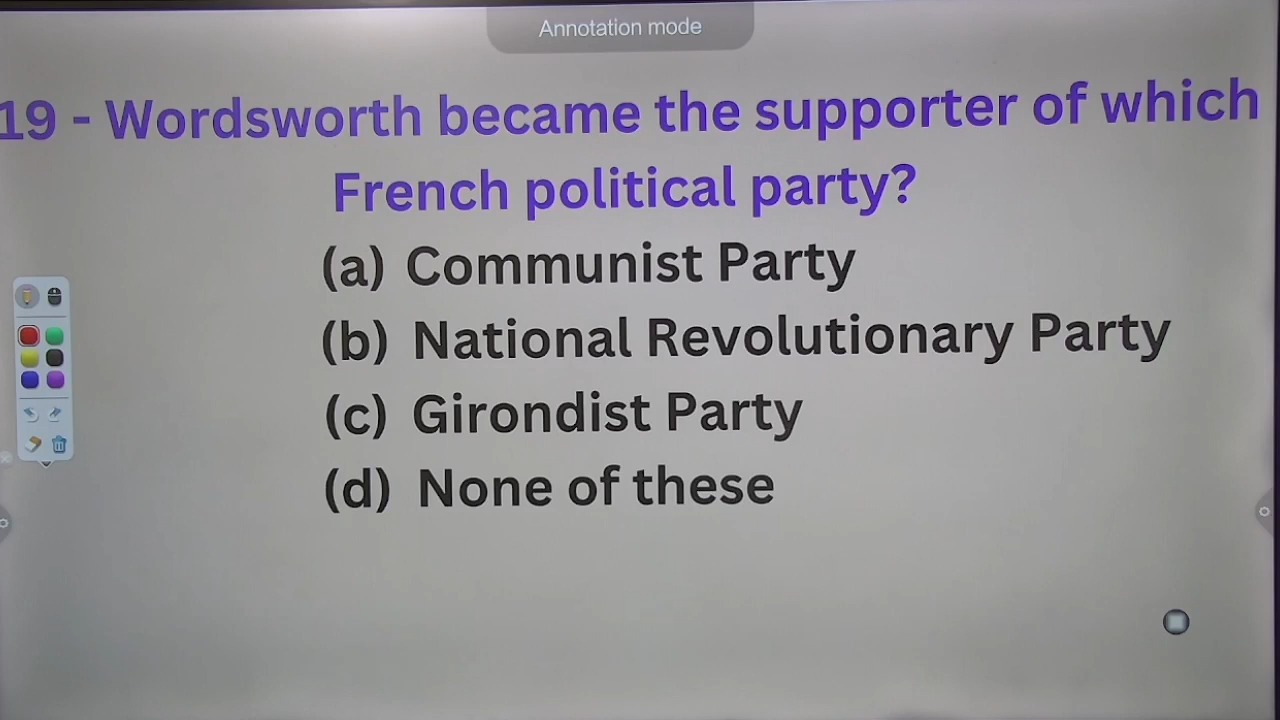 Annotation mode
19 - Wordsworth became the supporter of which
French political party?
(a) Communist Party
(b) National Revolutionary Party
(c) Girondist Party
(d) None of these